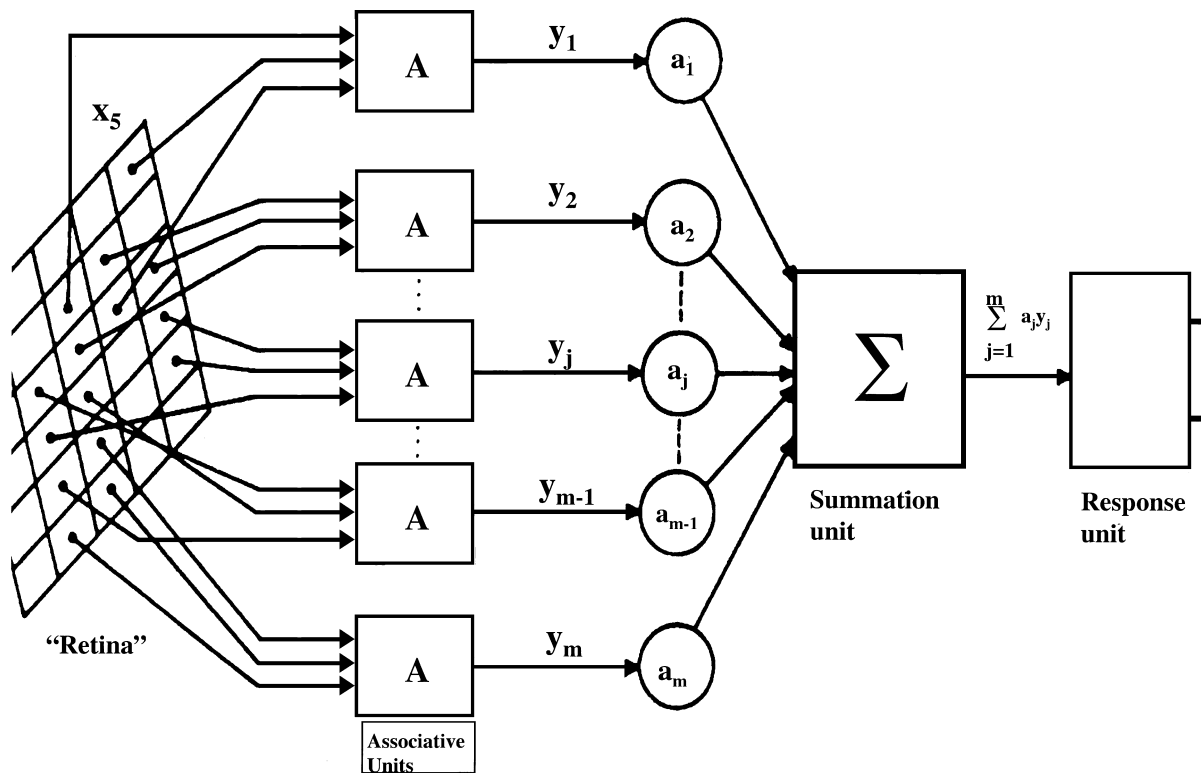 A
y₁
a₁
x₅
A
y₂
a₂
A
yⱼ
aⱼ
Σ
m
Σ aⱼyⱼ
j=1
A
yₘ₋₁
aₘ₋₁
Summation
unit
Response
unit
“Retina”
A
yₘ
aₘ
Associative
Units